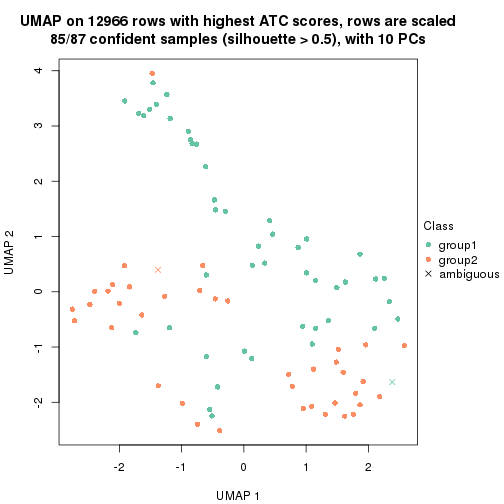 UMAP on 12966 rows with highest ATC scores, rows are scaled
85/87 confident samples (silhouette > 0.5), with 10 PCs
4
3
2
1
0
-1
-2
UMAP 2
-2
-1
0
1
2
UMAP 1
Class
group1
group2
ambiguous